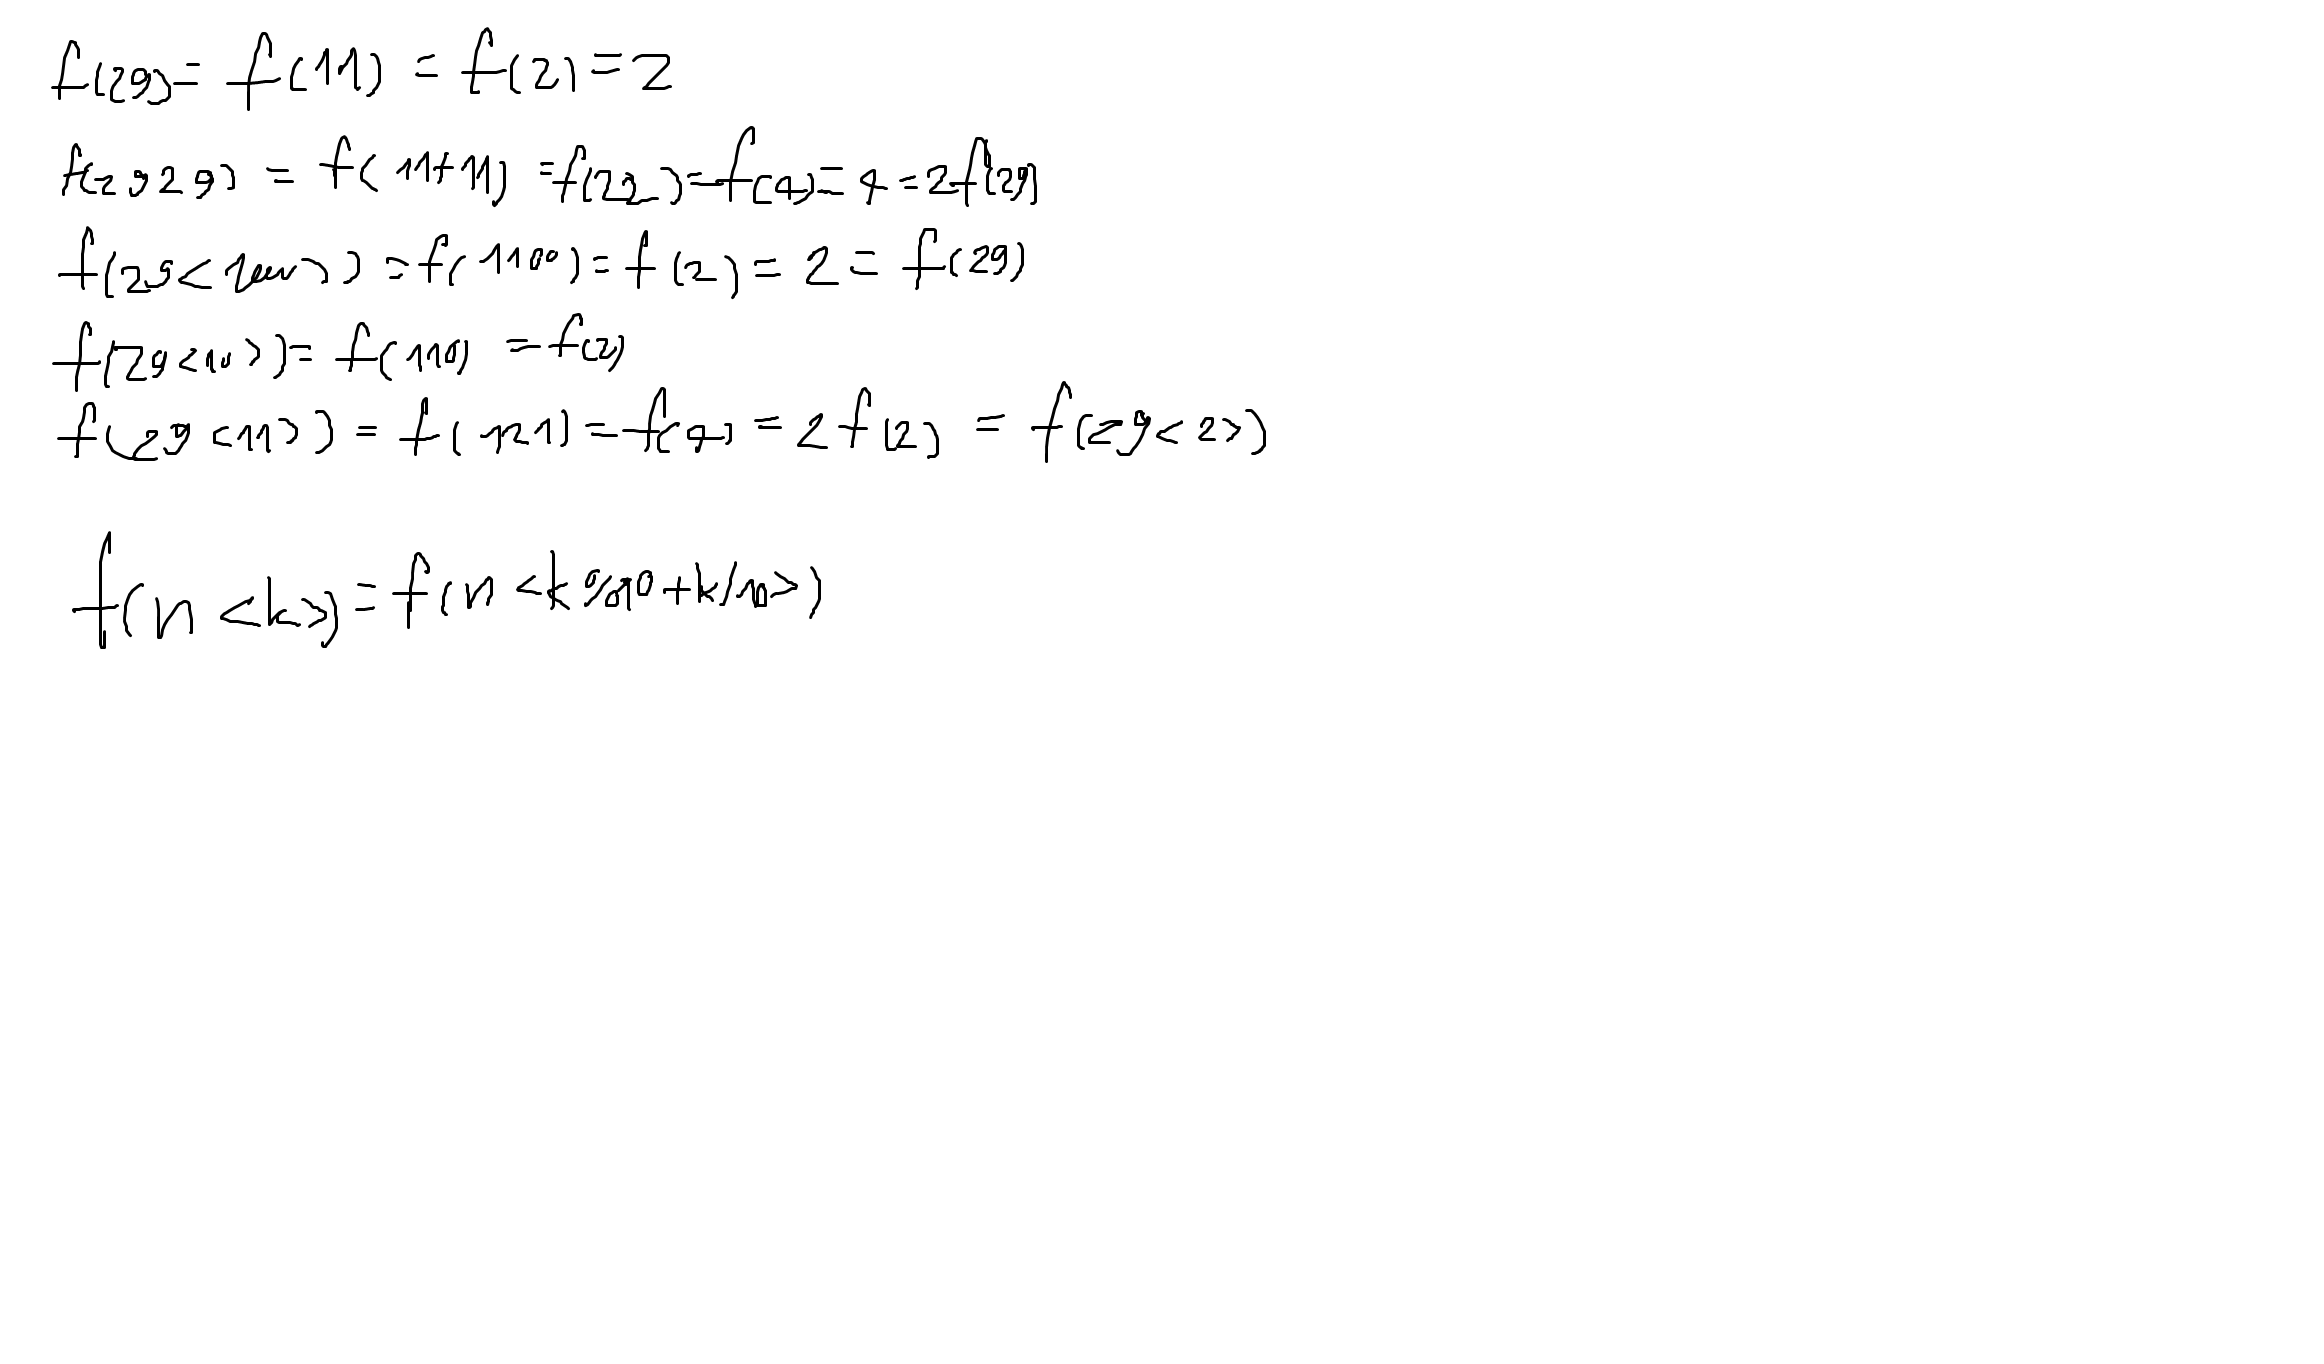 f(29) = f(11) = f(2) = 2
f(2929) = f(11+11) = f(22) = f(4) = 4 = 2f(29)
f(29<100>) = f(1100) = f(2) = 2 = f(29)
f(29<10>) = f(110) = f(2)
f(29<11>) = f(121) = f(4) = 2f(2) = f(29<2>)
f(n<k>) = f(n<k%10+k/10>)